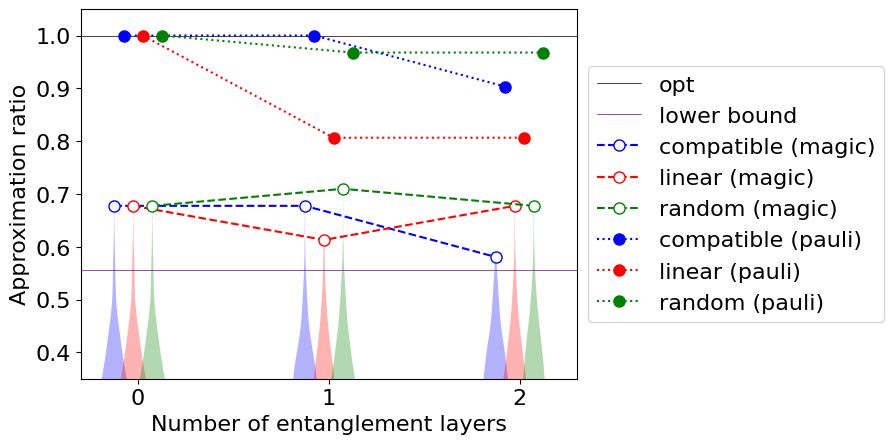 1.0
0.9
0.8
0.7
0.6
0.5
0.4
Approximation ratio
0 1 2
Number of entanglement layers
opt
lower bound
compatible (magic)
linear (magic)
random (magic)
compatible (pauli)
linear (pauli)
random (pauli)